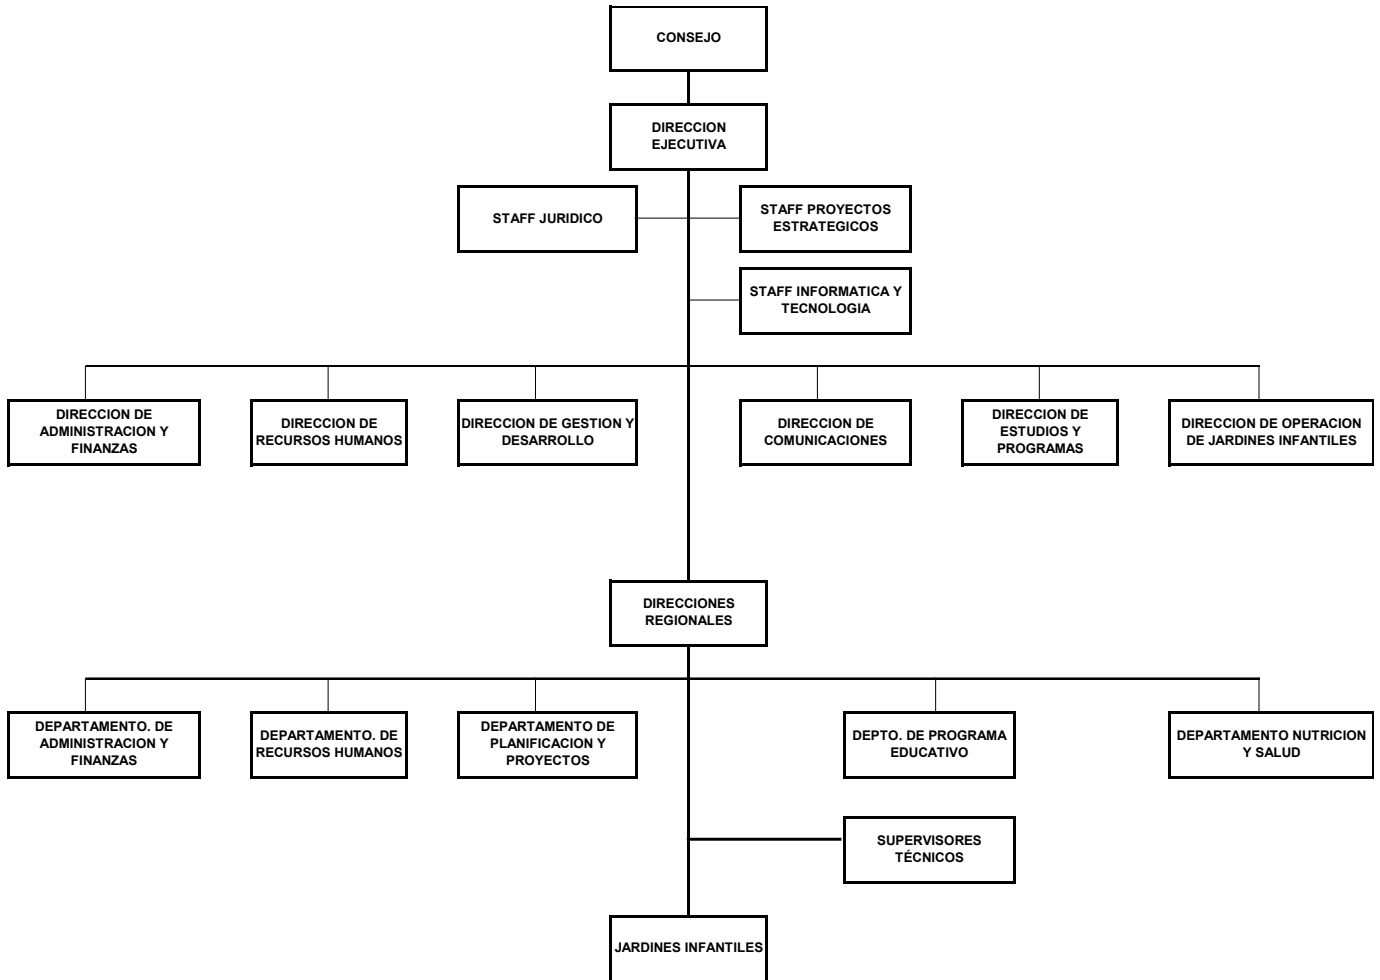 CONSEJO
DIRECCION
EJECUTIVA
STAFF JURIDICO
STAFF PROYECTOS
ESTRATEGICOS
STAFF INFORMATICA Y
TECNOLOGIA
DIRECCION DE
ADMINISTRACION Y
FINANZAS
DIRECCION DE
RECURSOS HUMANOS
DIRECCION DE GESTION Y
DESARROLLO
DIRECCION DE
COMUNICACIONES
DIRECCION DE
ESTUDIOS Y
PROGRAMAS
DIRECCION DE OPERACION
DE JARDINES INFANTILES
DIRECCIONES
REGIONALES
DEPARTAMENTO. DE
ADMINISTRACION Y
FINANZAS
DEPARTAMENTO. DE
RECURSOS HUMANOS
DEPARTAMENTO DE
PLANIFICACION Y
PROYECTOS
DEPTO. DE PROGRAMA
EDUCATIVO
DEPARTAMENTO NUTRICION
Y SALUD
SUPERVISORES
TÉCNICOS
JARDINES INFANTILES